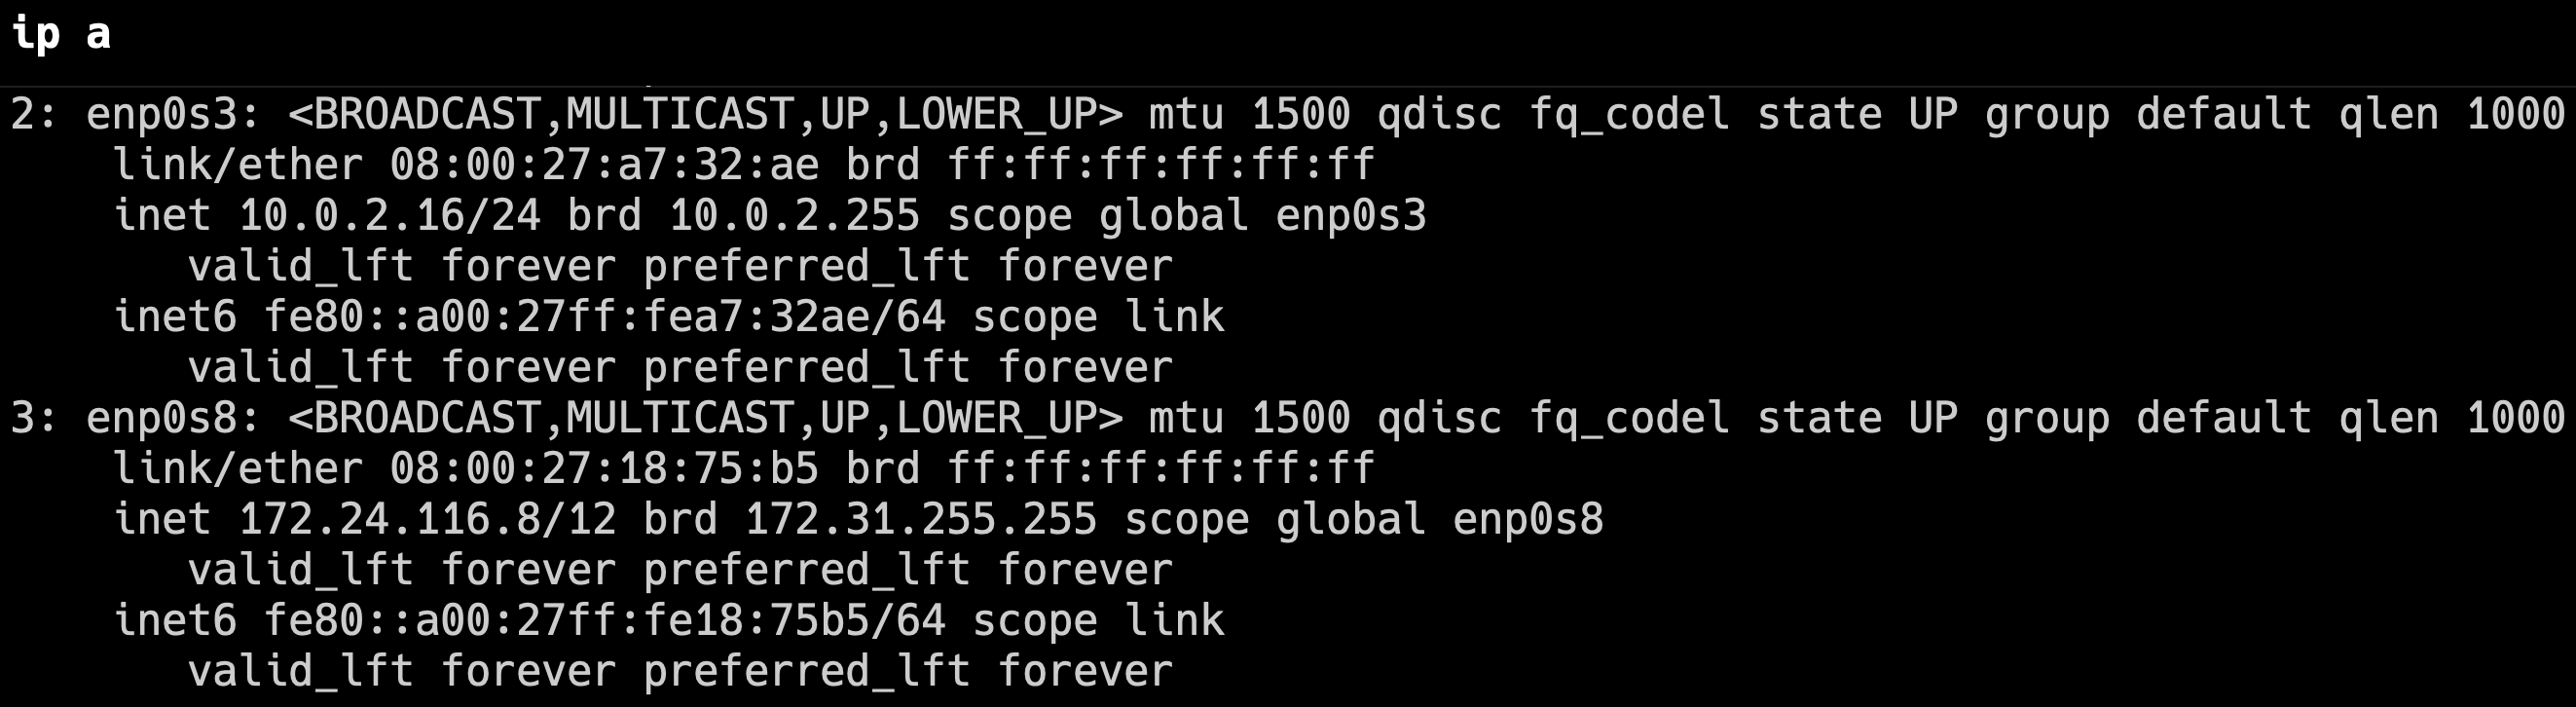 ip a
2: enp0s3: <BROADCAST,MULTICAST,UP,LOWER_UP> mtu 1500 qdisc fq_codel state UP group default qlen 1000
link/ether 08:00:27:a7:32:ae brd ff:ff:ff:ff:ff:ff
inet 10.0.2.16/24 brd 10.0.2.255 scope global enp0s3
valid_lft forever preferred_lft forever
inet6 fe80::a00:27ff:fea7:32ae/64 scope link
valid_lft forever preferred_lft forever
3: enp0s8: <BROADCAST,MULTICAST,UP,LOWER_UP> mtu 1500 qdisc fq_codel state UP group default qlen 1000
link/ether 08:00:27:18:75:b5 brd ff:ff:ff:ff:ff:ff
inet 172.24.116.8/12 brd 172.31.255.255 scope global enp0s8
valid_lft forever preferred_lft forever
inet6 fe80::a00:27ff:fe18:75b5/64 scope link
valid_lft forever preferred_lft forever